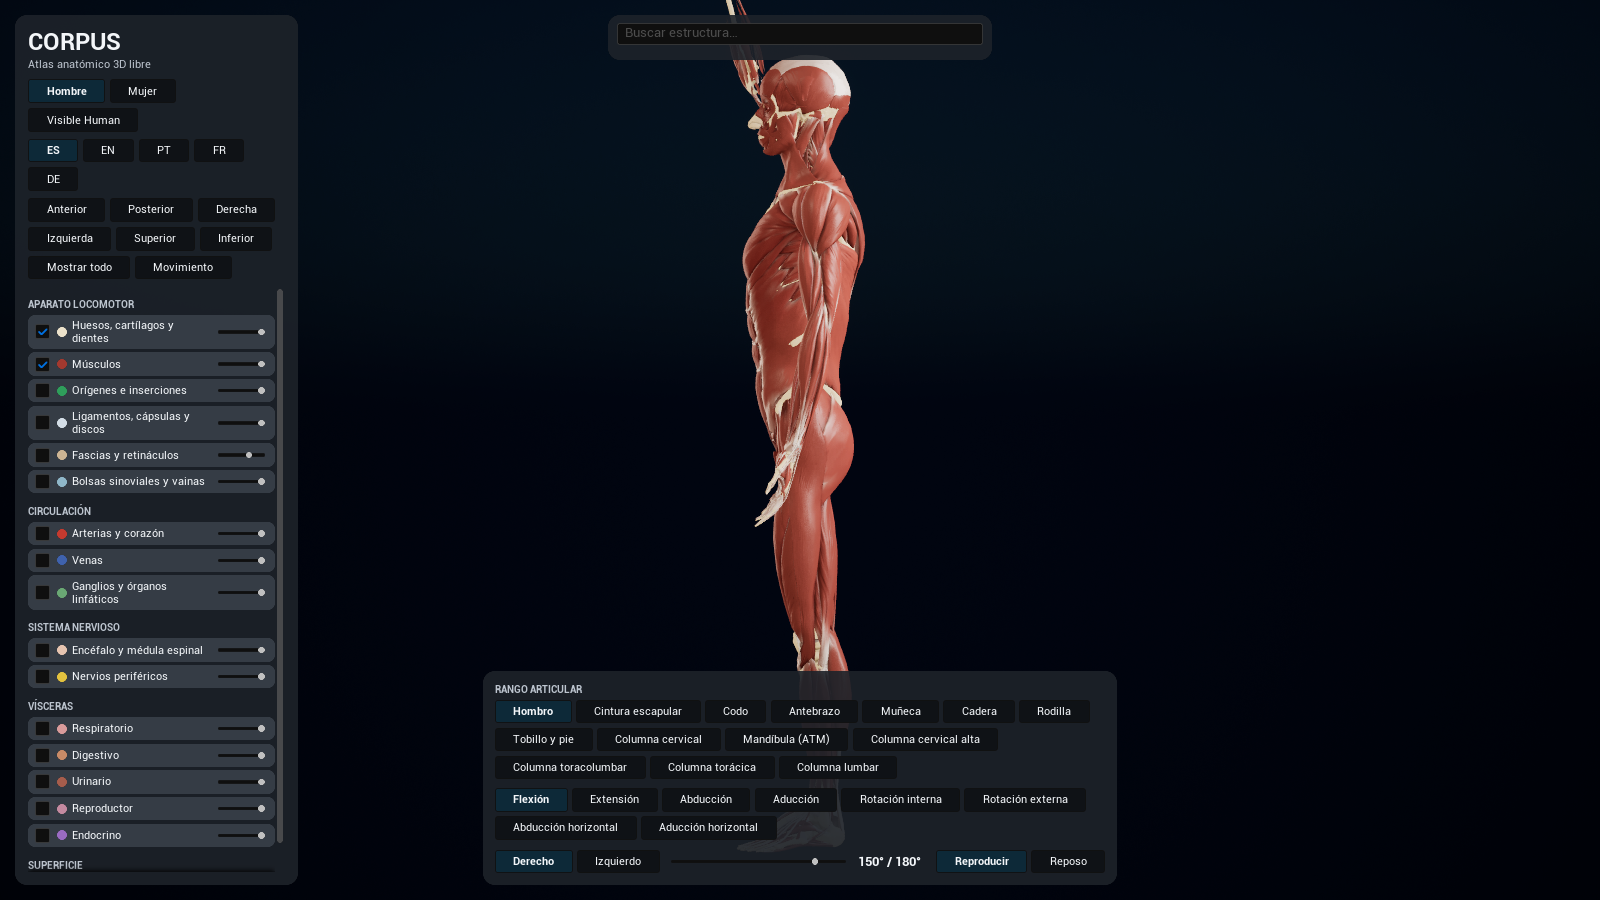 CORPUS
Atlas anatómico 3D libre
Hombre
Mujer
Visible Human
ES
EN
PT
FR
DE
Anterior
Posterior
Derecha
Izquierda
Superior
Inferior
Mostrar todo
Movimiento
APARATO LOCOMOTOR
Huesos, cartílagos y
dientes
Músculos
Orígenes e inserciones
Ligamentos, cápsulas y
discos
Fascias y retináculos
Bolsas sinoviales y vainas
CIRCULACIÓN
Arterias y corazón
Venas
Ganglios y órganos
linfáticos
SISTEMA NERVIOSO
Encéfalo y médula espinal
Nervios periféricos
VÍSCERAS
Respiratorio
Digestivo
Urinario
Reproductor
Endocrino
SUPERFICIE
Buscar estructura...
RANGO ARTICULAR
Hombro
Cintura escapular
Codo
Antebrazo
Muñeca
Cadera
Rodilla
Tobillo y pie
Columna cervical
Mandíbula (ATM)
Columna cervical alta
Columna toracolumbar
Columna torácica
Columna lumbar
Flexión
Extensión
Abducción
Aducción
Rotación interna
Rotación externa
Abducción horizontal
Aducción horizontal
Derecho
Izquierdo
150° / 180°
Reproducir
Reposo